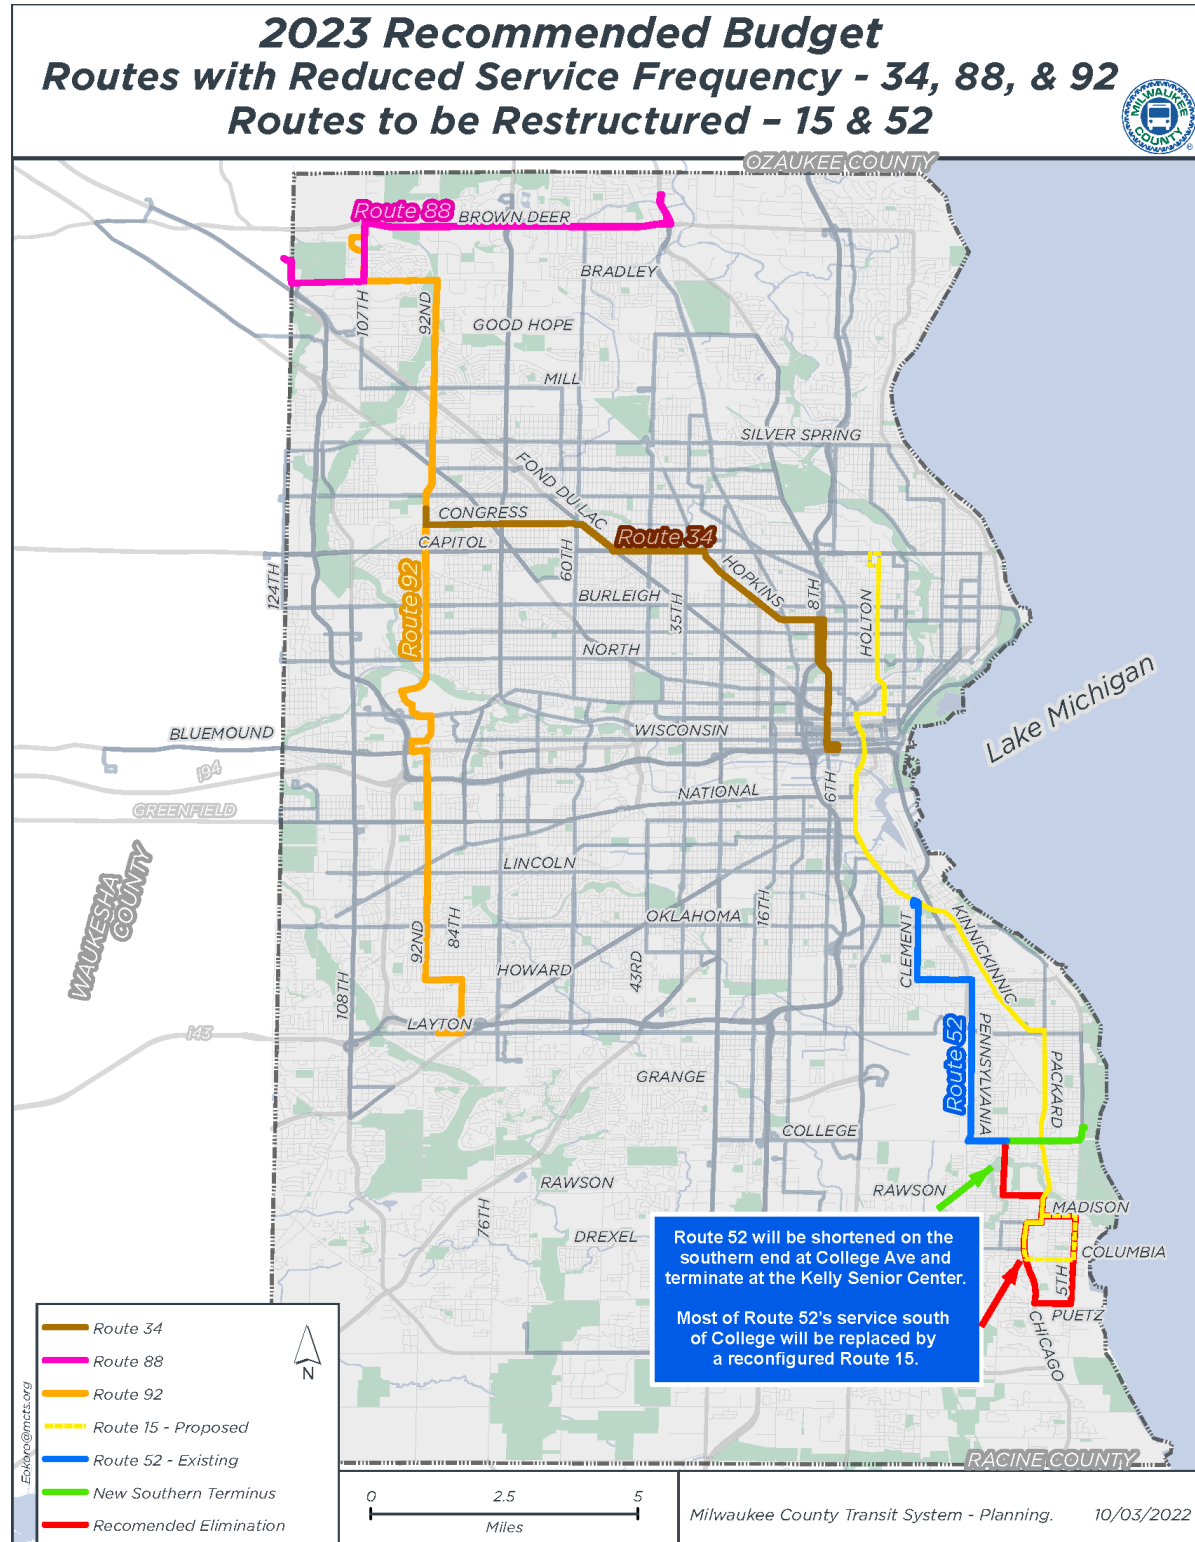 2023 Recommended Budget
Routes with Reduced Service Frequency - 34, 88, & 92
Routes to be Restructured – 15 & 52
MILWAUKEE
COUNTY
®
OZAUKEE COUNTY
Route 88
BROWN DEER
BRADLEY
107TH
92ND
GOOD HOPE
MILL
SILVER SPRING
FOND DU LAC
CONGRESS
CAPITOL
Route 34
60TH
HOPKINS
124TH
Route 92
BURLEIGH
35TH
8TH
HOLTON
NORTH
Lake Michigan
BLUEMOUND
WISCONSIN
I94
GREENFIELD
NATIONAL
6TH
WAUKESHA
COUNTY
LINCOLN
OKLAHOMA
16TH
CLEMENT
KINNICKINNIC
92ND
84TH
HOWARD
43RD
108TH
LAYTON
I43
PENNSYLVANIA
Route 52
PACKARD
GRANGE
COLLEGE
RAWSON
RAWSON
MADISON
76TH
DREXEL
COLUMBIA
5TH
PUETZ
CHICAGO
Route 52 will be shortened on the
southern end at College Ave and
terminate at the Kelly Senior Center.
Most of Route 52's service south
of College will be replaced by
a reconfigured Route 15.
RACINE COUNTY
Route 34
Route 88
Route 92
Route 15 - Proposed
Route 52 - Existing
New Southern Terminus
Recomended Elimination
N
Eokoro@mcts.org
0 2.5 5
Miles
Milwaukee County Transit System - Planning. 10/03/2022